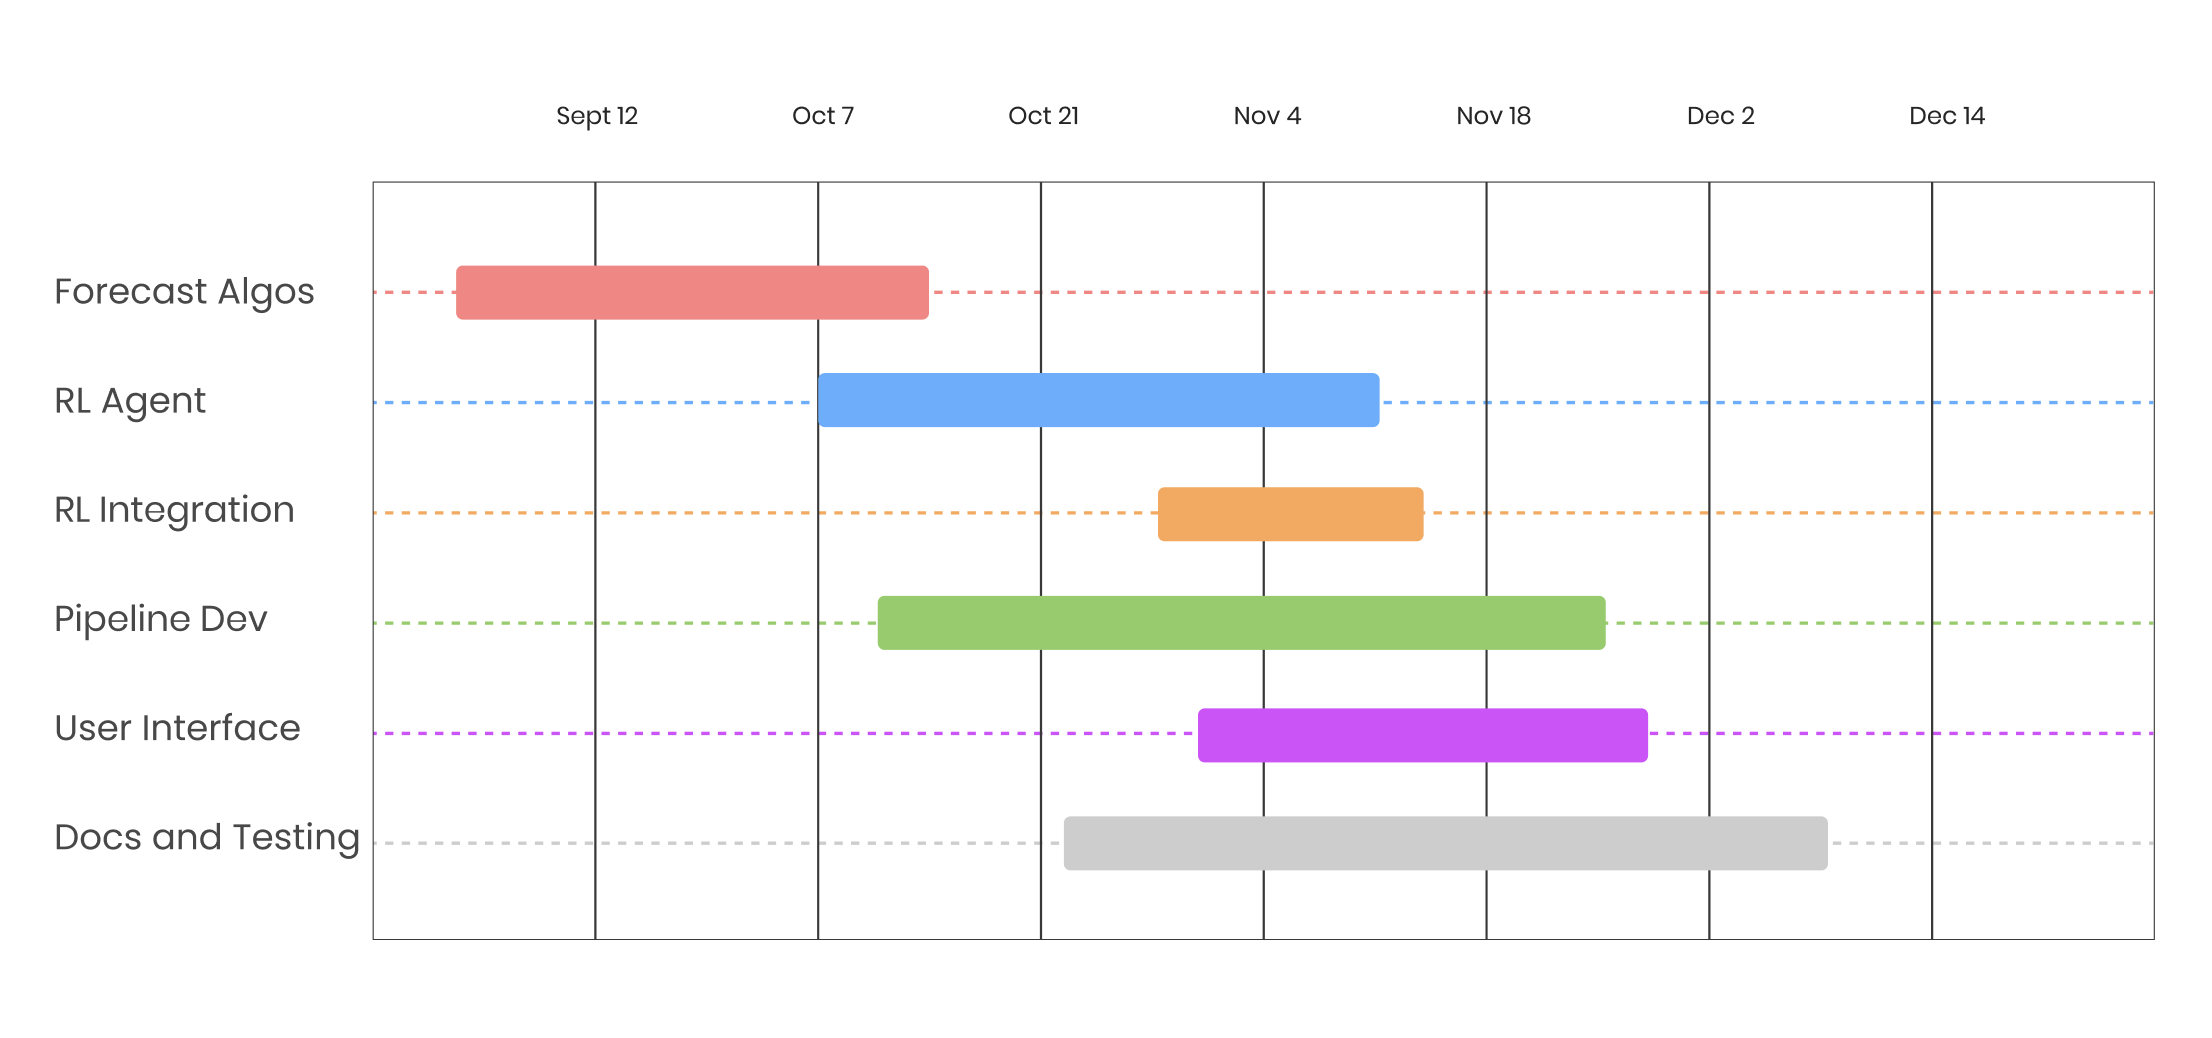 Sept 12 Oct 7 Oct 21 Nov 4 Nov 18 Dec 2 Dec 14
Forecast Algos
RL Agent
RL Integration
Pipeline Dev
User Interface
Docs and Testing